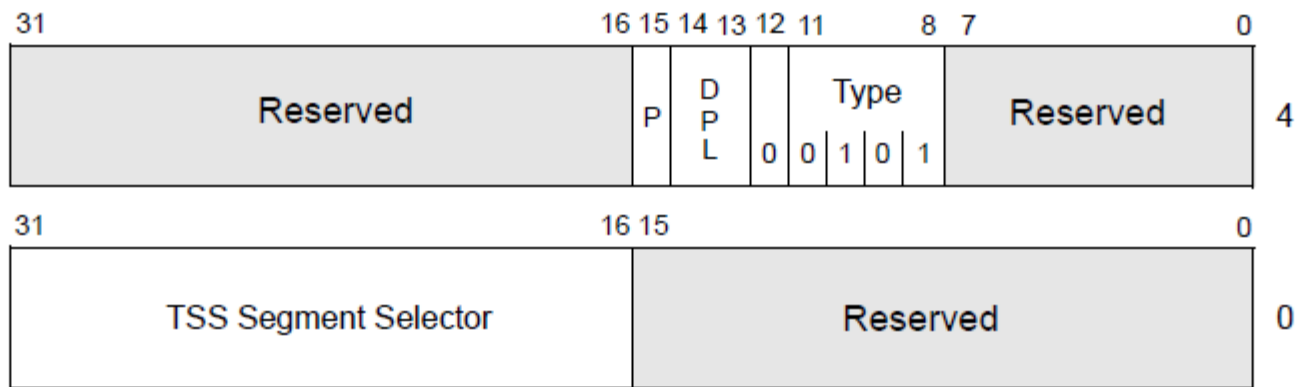 31 16 15 14 13 12 11 8 7 0
Reserved P DPL Type Reserved 4
0 0 1 0 1
31 16 15 0
TSS Segment Selector Reserved 0